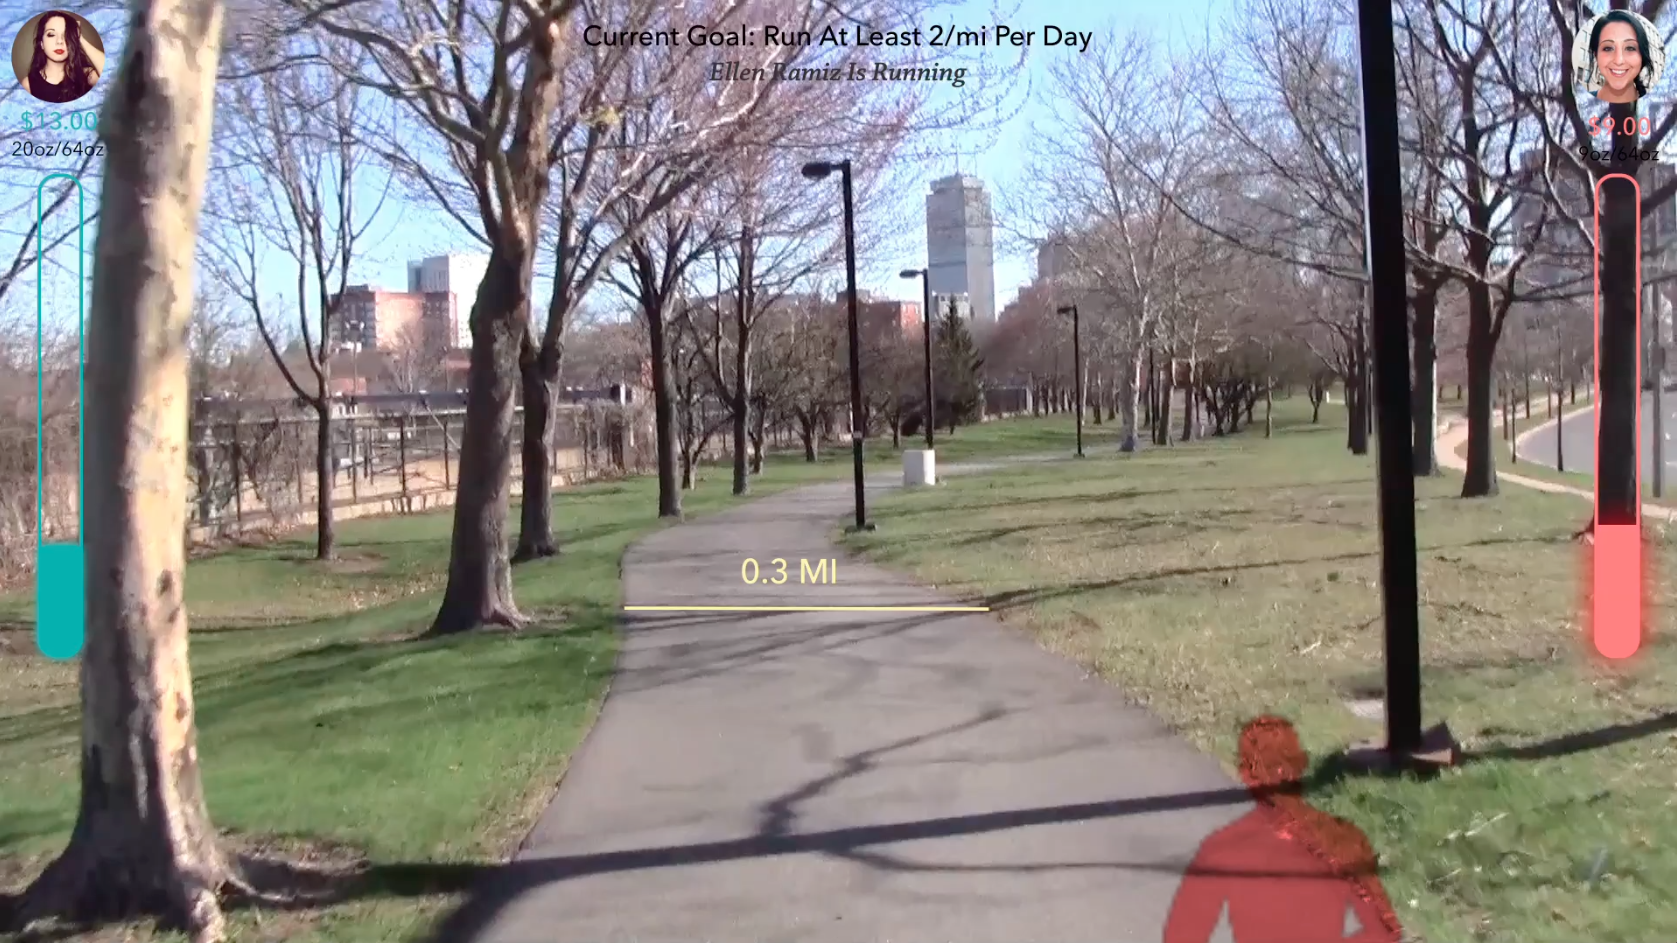 Current Goal: Run At Least 2/mi Per Day
Ellen Ramiz Is Running
$13.00
20oz/64oz
$9.00
9oz/64oz
0.3 MI